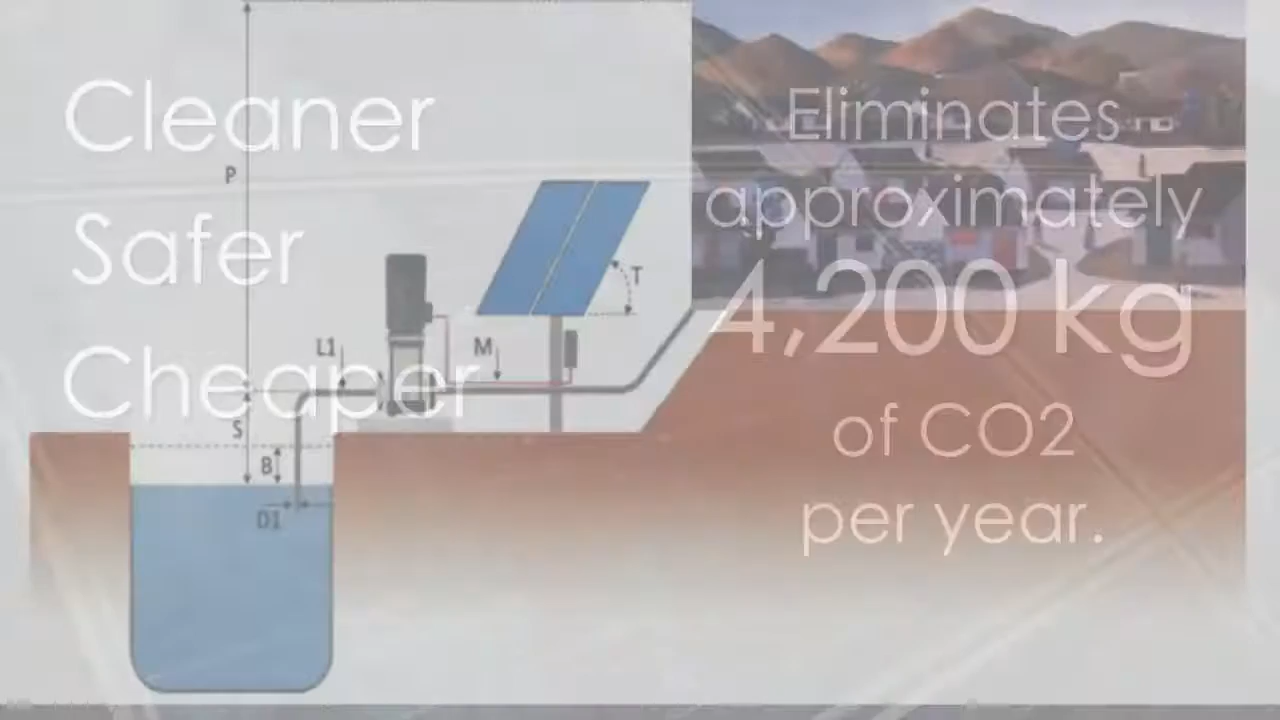 Cleaner
Safer
Cheaper
Eliminates
approximately
4,200 kg
of CO2
per year.
P
T
L1
M
S
B
D1